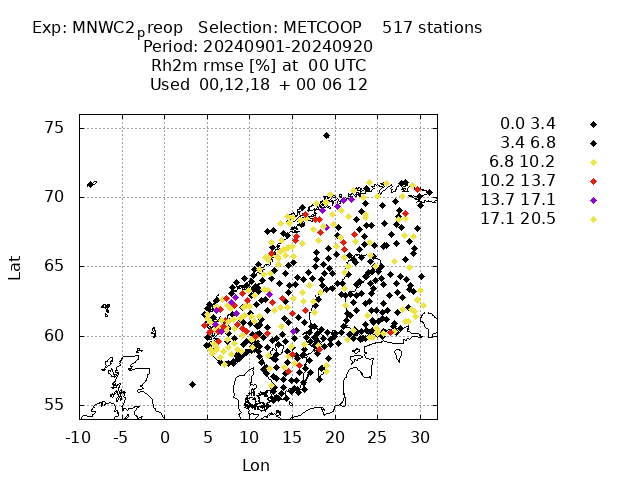 Exp: MNWC2preop Selection: METCOOP 517 stations
Period: 20240901-20240920
Rh2m rmse [%] at 00 UTC
Used 00,12,18 + 00 06 12
0.0 3.4
3.4 6.8
6.8 10.2
10.2 13.7
13.7 17.1
17.1 20.5
75
70
65
60
55
Lat
-10 -5 0 5 10 15 20 25 30
Lon